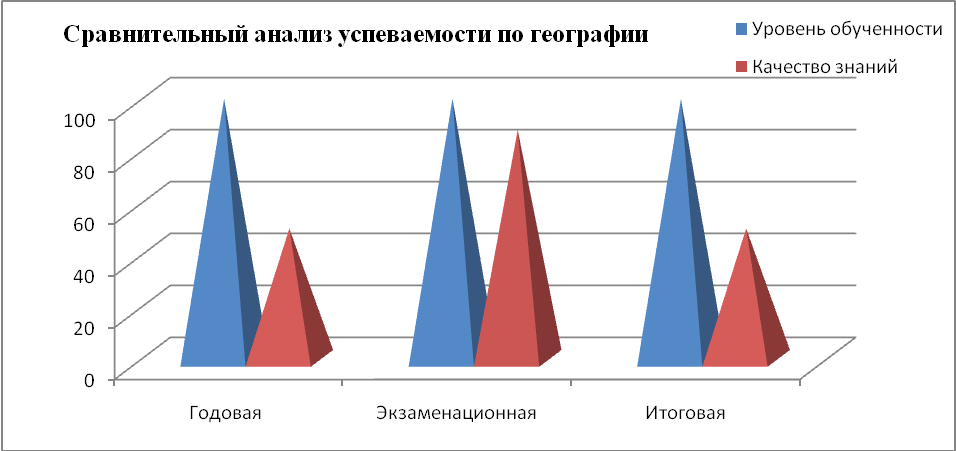 Сравнительный анализ успеваемости по географии
Уровень обученности
Качество знаний
100
80
60
40
20
0
Годовая
Экзаменационная
Итоговая